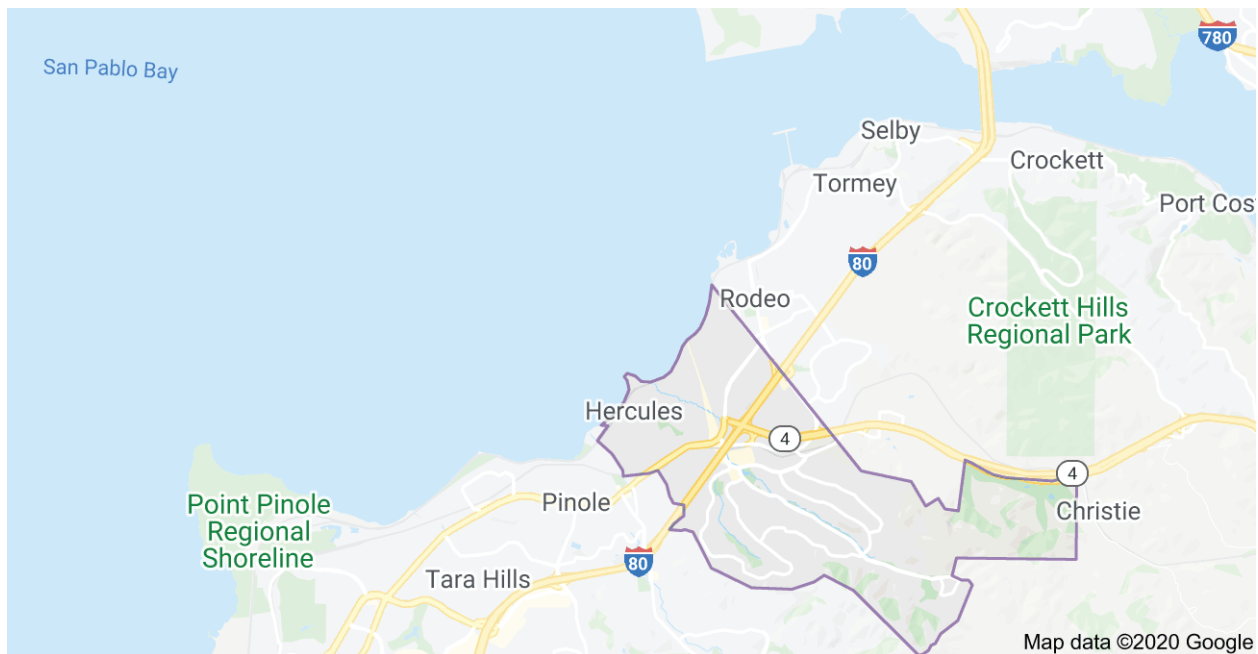 San Pablo Bay
780
Selby
Crockett
Tormey
Port Cost
80
Rodeo
Crockett Hills
Regional Park
Hercules
4
4
Point Pinole
Regional
Shoreline
Pinole
Christie
80
Tara Hills
Map data ©2020 Google